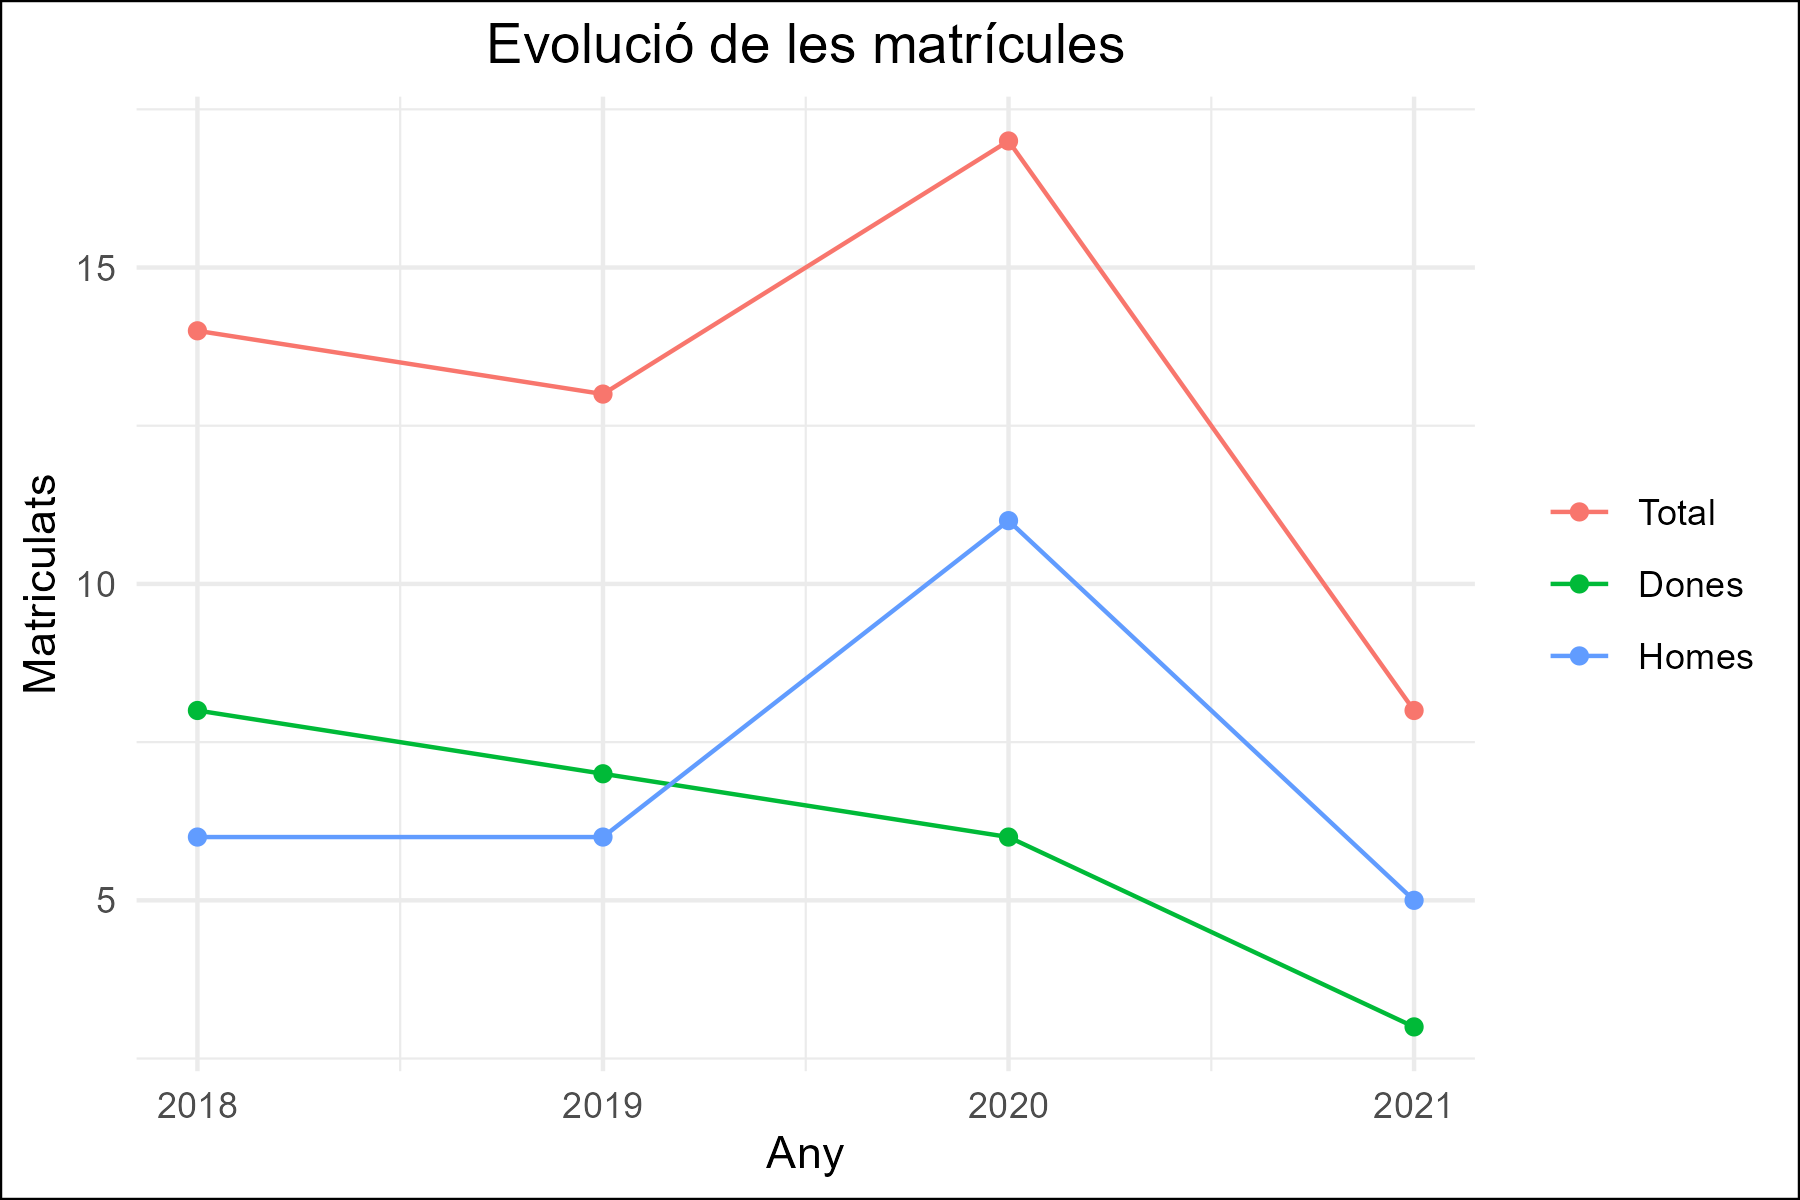 Evolució de les matrícules
Matriculats
15
10
5
2018 2019 2020 2021
Any
Total
Dones
Homes